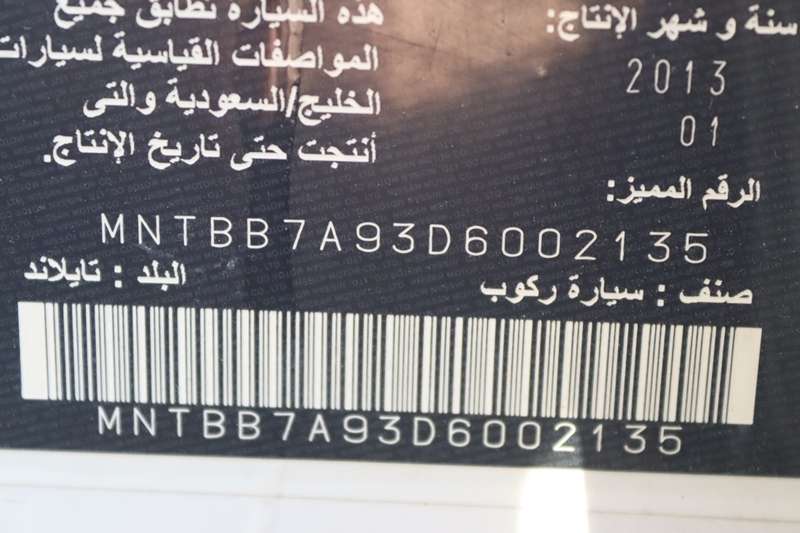 سنة و شهر الإنتاج:
2013
01
هذه السيارة تطابق جميع
المواصفات القياسية لسيارات
الخليج/السعودية والتى
أنتجت حتى تاريخ الإنتاج.
الرقم المميز:
MNTBB7A93D6002135
صنف : سيارة ركوب
البلد : تايلاند
MNTBB7A93D6002135